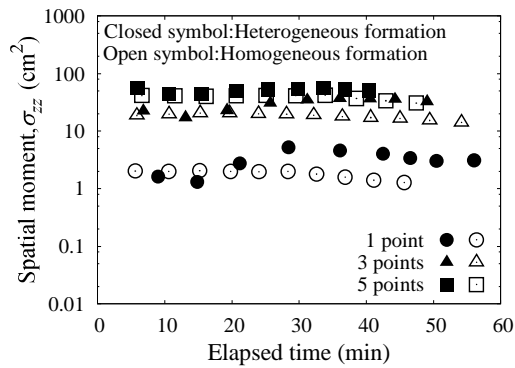 Closed symbol:Heterogeneous formation
Open symbol:Homogeneous formation
Spatial moment,σzz (cm²)
1000
100
10
1
0.1
0.01
1 point
3 points
5 points
0 10 20 30 40 50 60
Elapsed time (min)